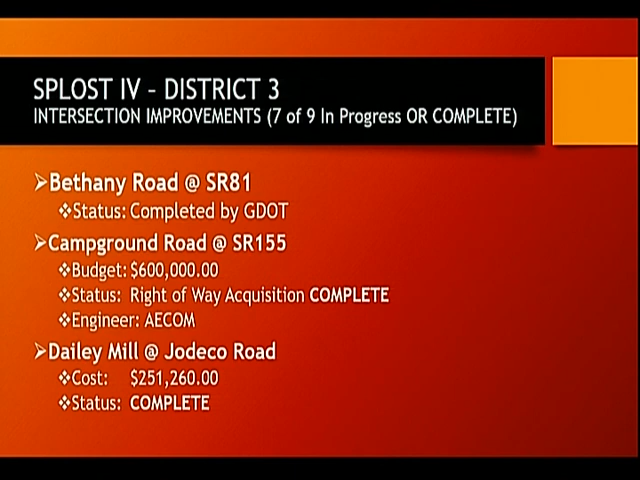 SPLOST IV – DISTRICT 3
INTERSECTION IMPROVEMENTS (7 of 9 In Progress OR COMPLETE)
Bethany Road @ SR81
Status: Completed by GDOT
Campground Road @ SR155
Budget: $600,000.00
Status: Right of Way Acquisition COMPLETE
Engineer: AECOM
Dailey Mill @ Jodeco Road
Cost: $251,260.00
Status: COMPLETE